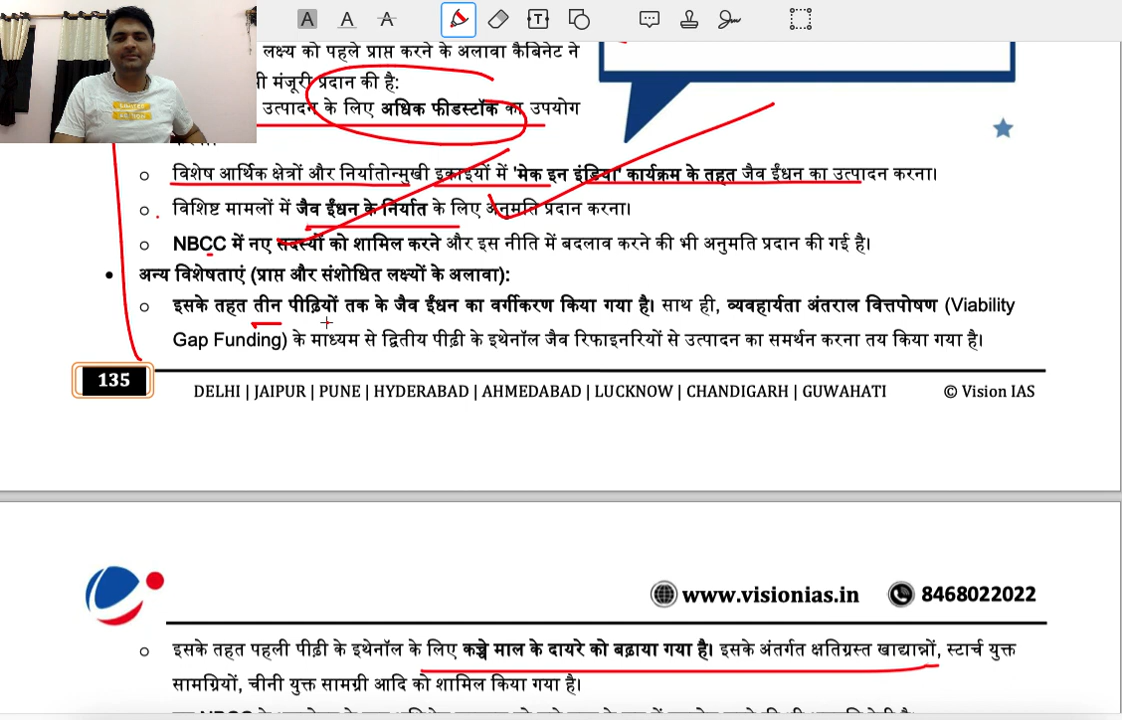 लक्ष्य को पहले प्राप्त करने के अलावा कैबिनेट ने
भी मंजूरी प्रदान की है:
उत्पादन के लिए अधिक फीडस्टॉक का उपयोग
करना।
o विशेष आर्थिक क्षेत्रों और निर्यातोन्मुखी इकाइयों में 'मेक इन इंडिया' कार्यक्रम के तहत जैव ईंधन का उत्पादन करना।
o विशिष्ट मामलों में जैव ईंधन के निर्यात के लिए अनुमति प्रदान करना।
o NBCC में नए सदस्यों को शामिल करने और इस नीति में बदलाव करने की भी अनुमति प्रदान की गई है।
• अन्य विशेषताएं (प्राप्त और संशोधित लक्ष्यों के अलावा):
o इसके तहत तीन पीढ़ियों तक के जैव ईंधन का वर्गीकरण किया गया है। साथ ही, व्यवहार्यता अंतराल वित्तपोषण (Viability
Gap Funding) के माध्यम से द्वितीय पीढ़ी के इथेनॉल जैव रिफाइनरियों से उत्पादन का समर्थन करना तय किया गया है।
135 DELHI | JAIPUR | PUNE | HYDERABAD | AHMEDABAD | LUCKNOW | CHANDIGARH | GUWAHATI © Vision IAS
www.visionias.in 8468022022
o इसके तहत पहली पीढ़ी के इथेनॉल के लिए कच्चे माल के दायरे को बढ़ाया गया है। इसके अंतर्गत क्षतिग्रस्त खाद्यान्नों, स्टार्च युक्त
सामग्रियों, चीनी युक्त सामग्री आदि को शामिल किया गया है।